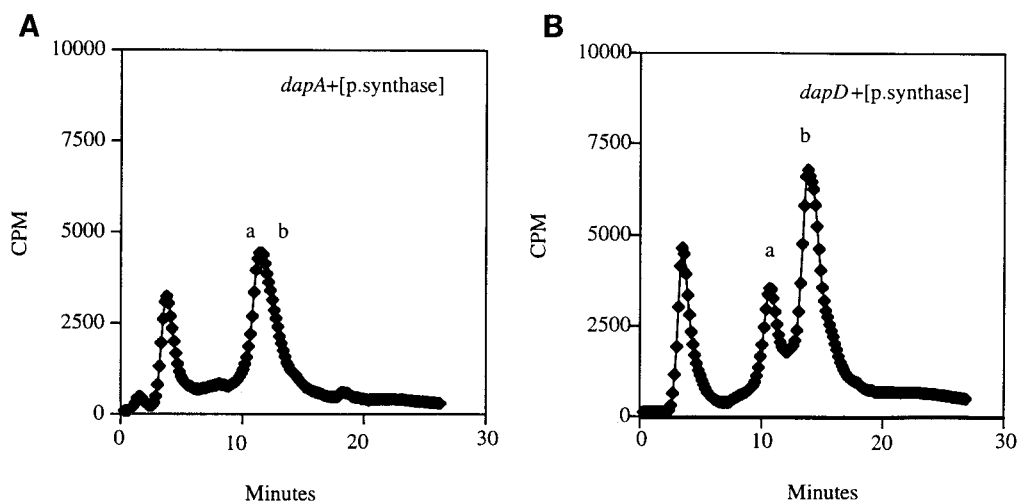 A
10000
7500
5000
2500
0
CPM
dapA+[p.synthase]
a b
0 10 20 30
Minutes
B
10000
7500
5000
2500
0
CPM
dapD+[p.synthase]
b
a
0 10 20 30
Minutes